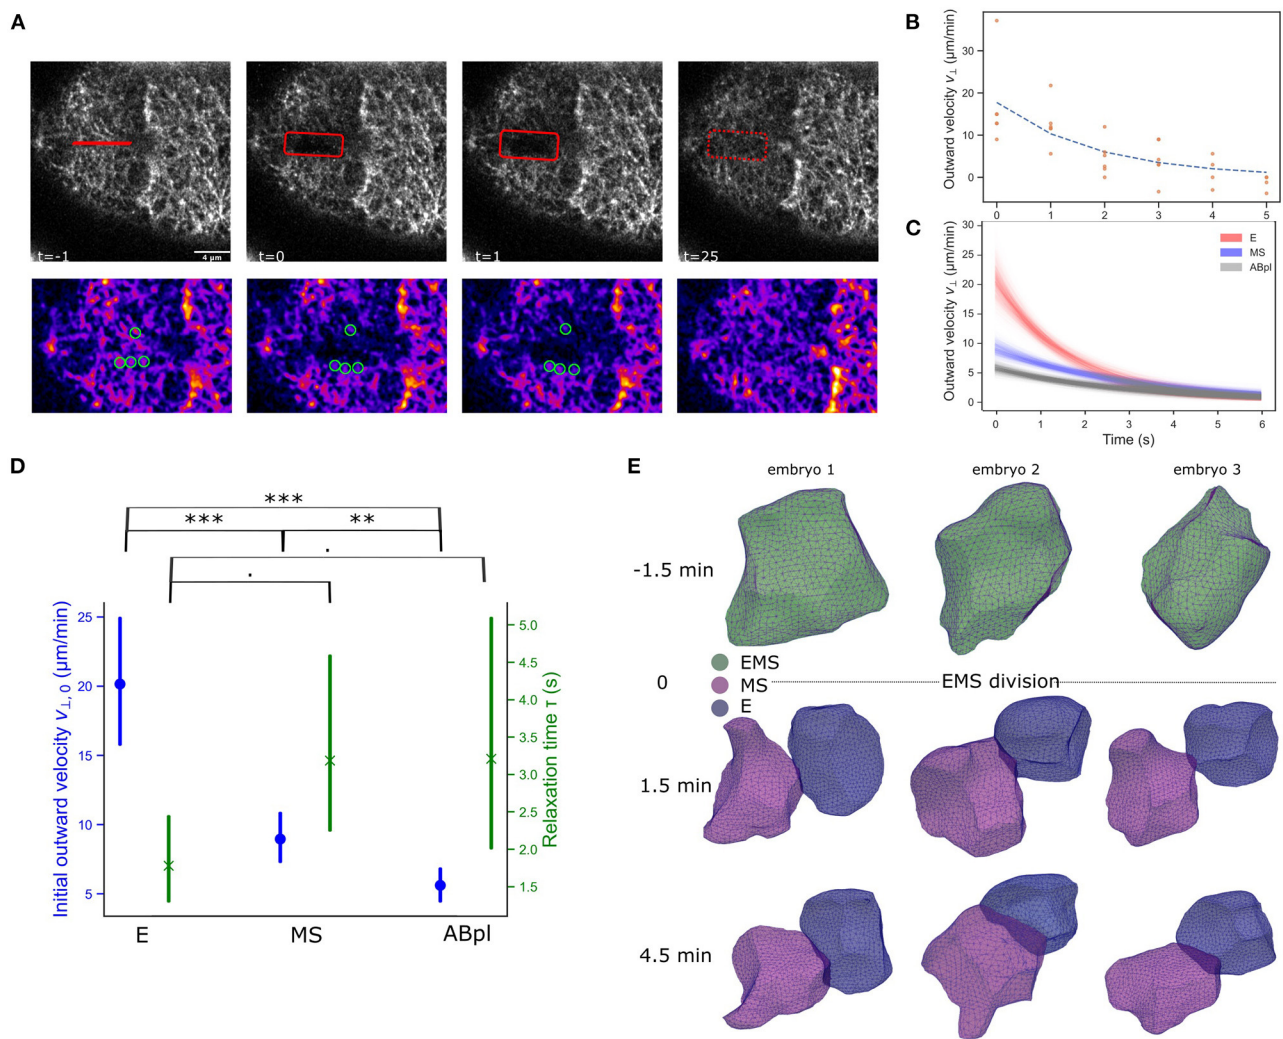 A
t=-1
4 μm
t=0
t=1
t=25
B
Outward velocity v⊥ (μm/min)
30
20
10
0
0 1 2 3 4 5
C
Outward velocity v⊥ (μm/min)
30
25
20
15
10
5
0
E
MS
ABpl
0 1 2 3 4 5 6
Time (s)
D
***
*** **
.
.
Initial outward velocity v⊥,0 (μm/min)
25
20
15
10
5
5.0
4.5
4.0
3.5
3.0
2.5
2.0
1.5
Relaxation time τ (s)
E MS ABpl
E
embryo 1 embryo 2 embryo 3
-1.5 min
EMS
MS
E
0 EMS division
1.5 min
4.5 min